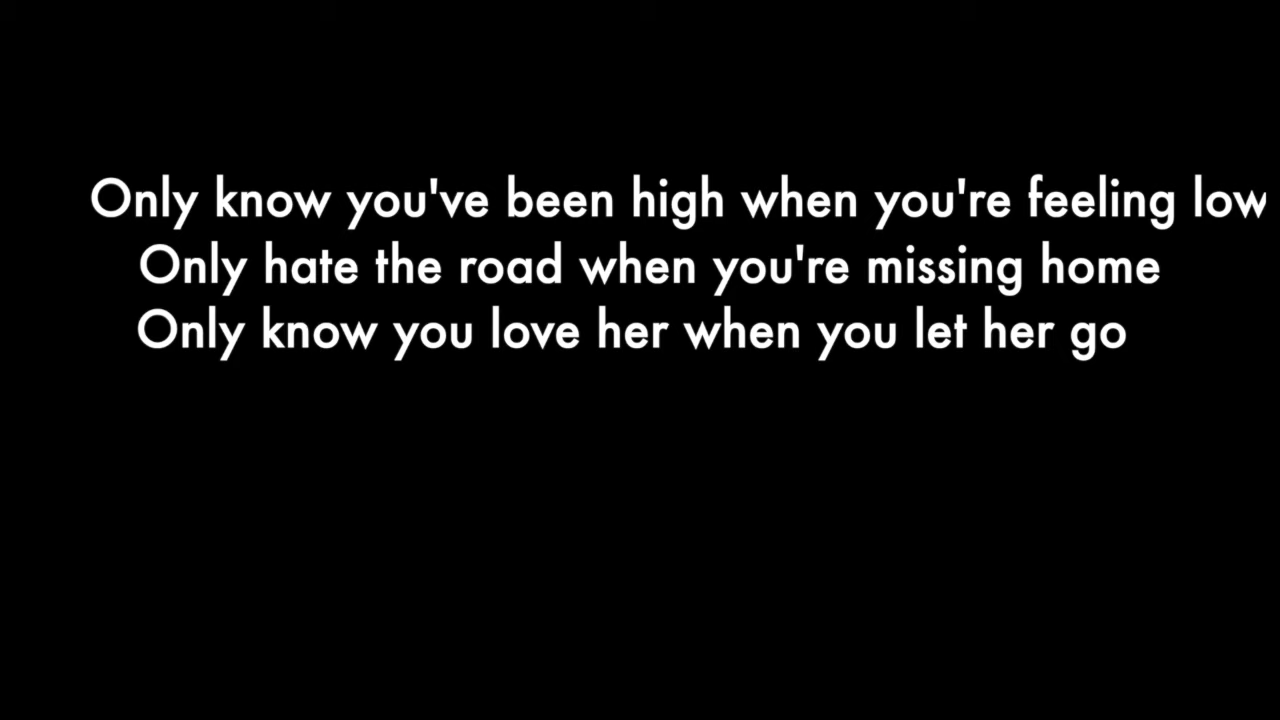 Only know you've been high when you're feeling low
Only hate the road when you're missing home
Only know you love her when you let her go